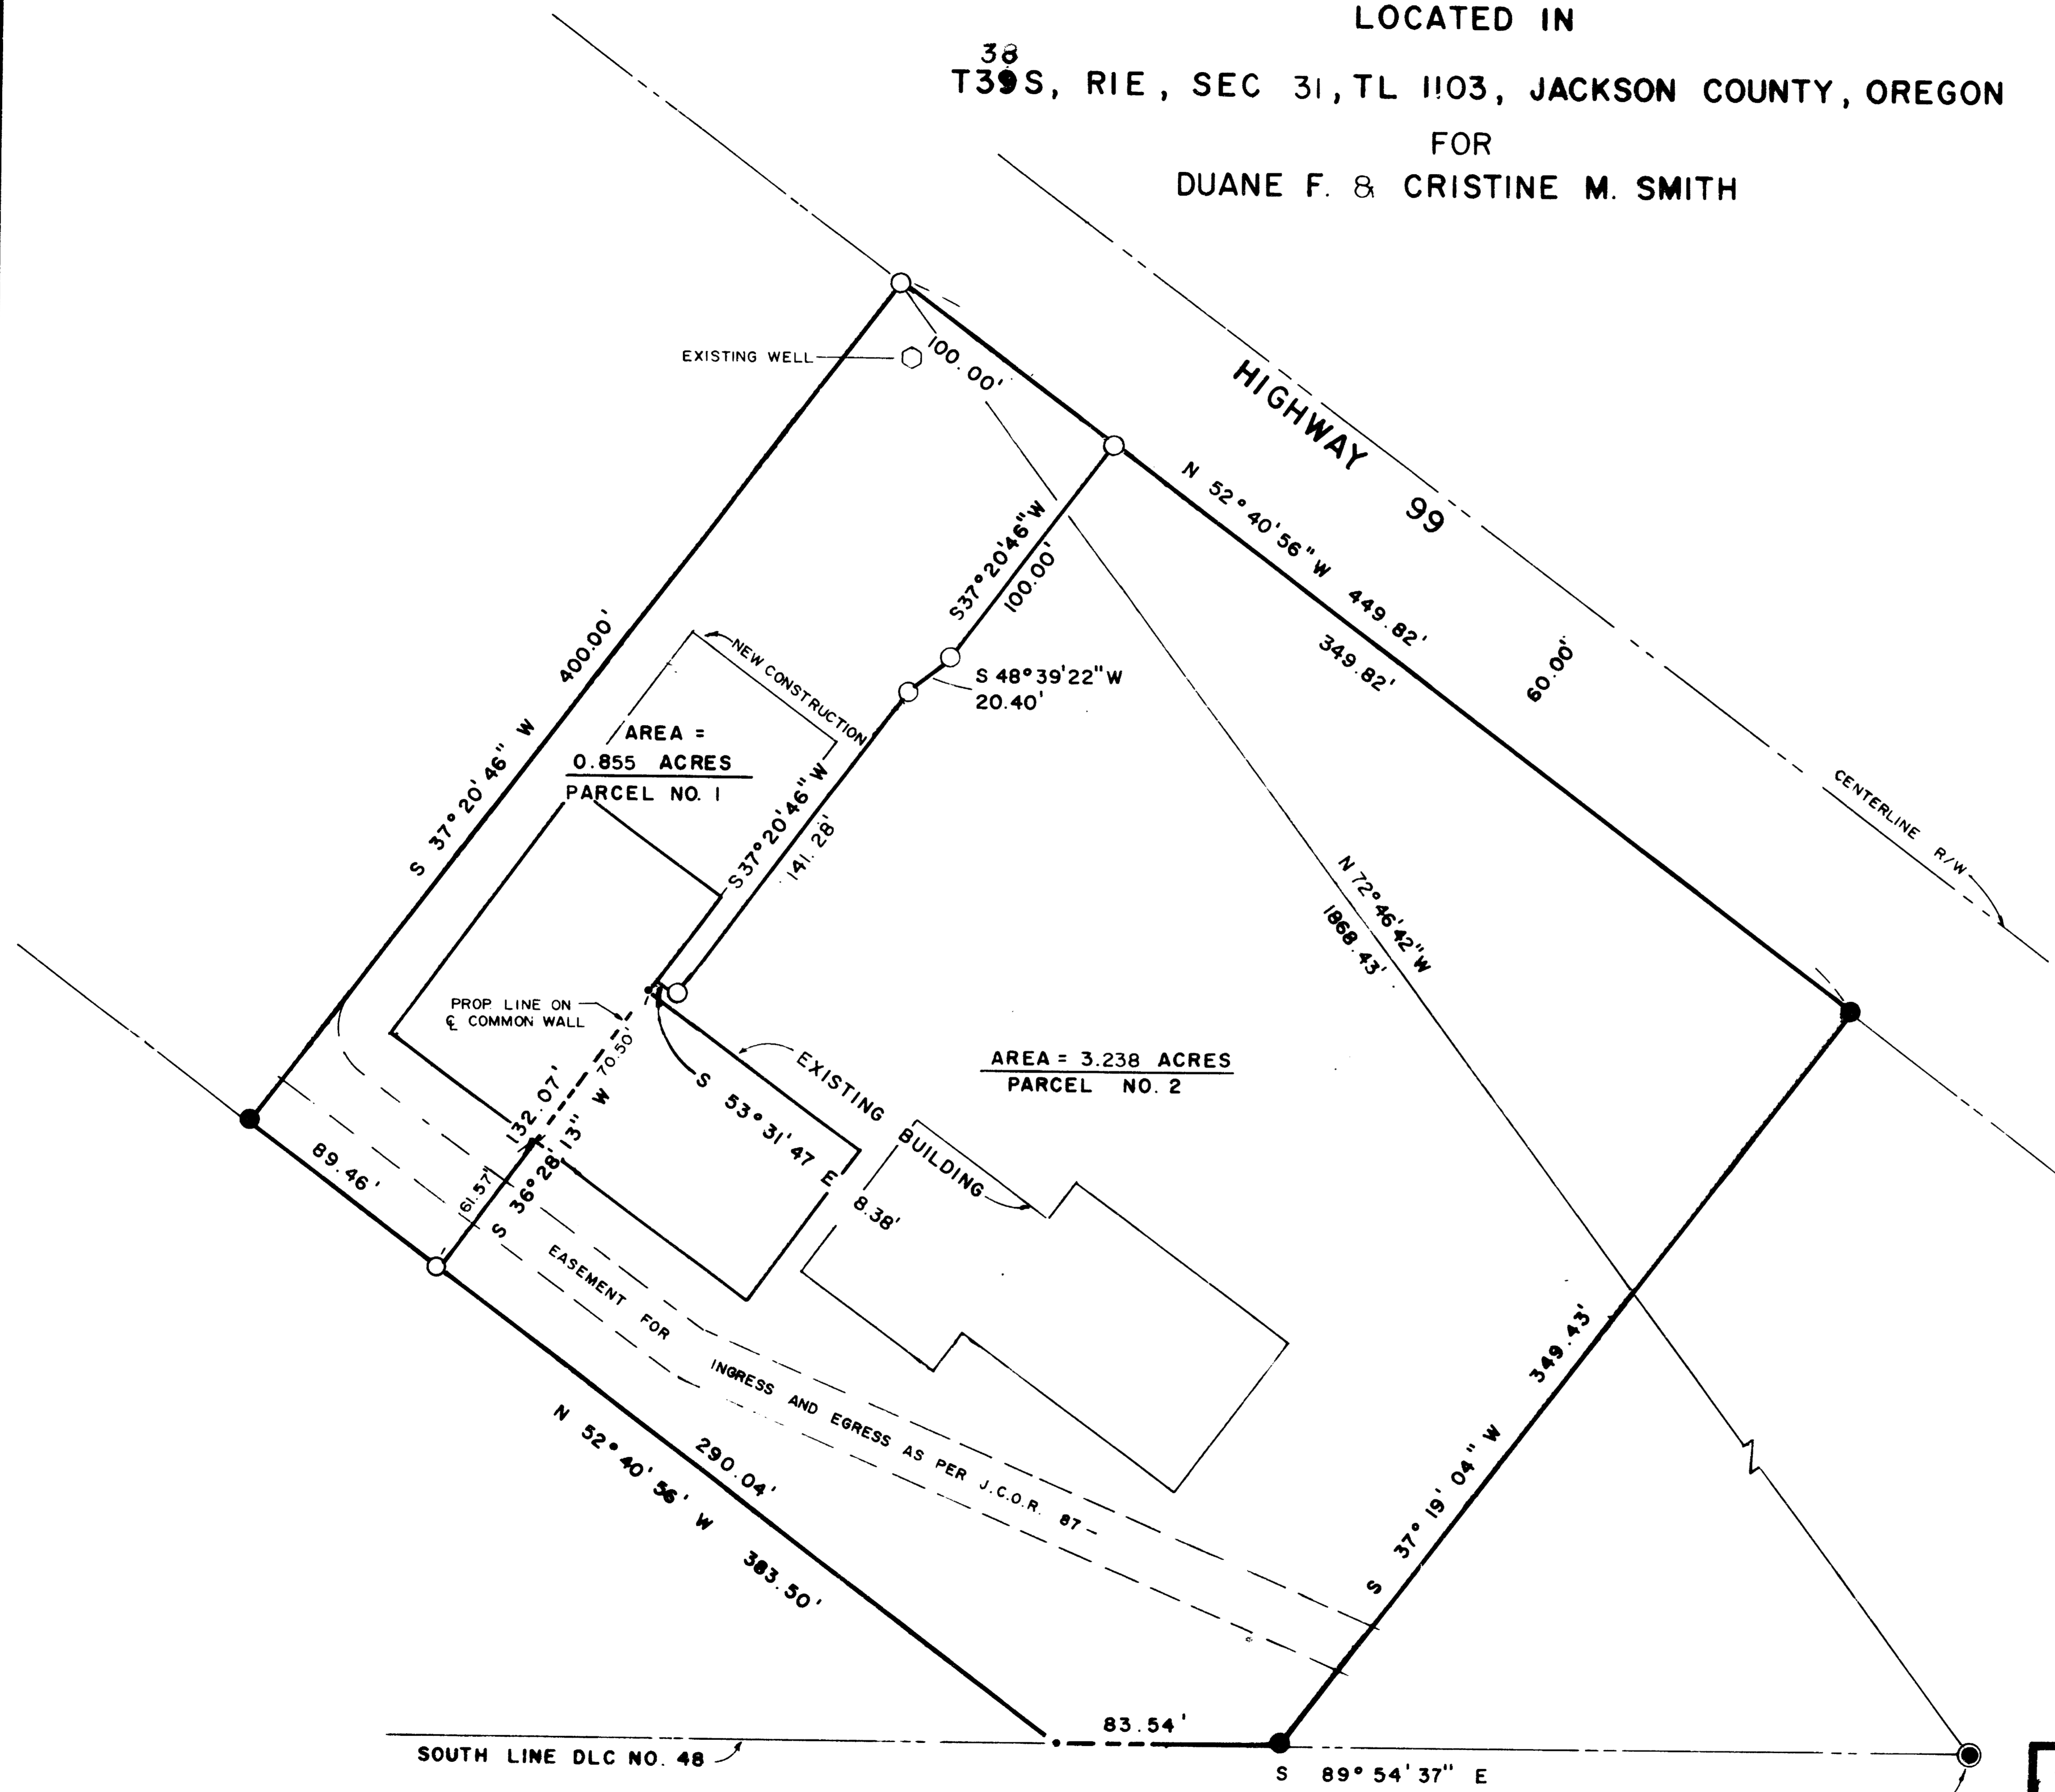 LOCATED IN
38
T39S, R1E, SEC 31, TL 1103, JACKSON COUNTY, OREGON
FOR
DUANE F. & CRISTINE M. SMITH
EXISTING WELL
100.00'
HIGHWAY 99
N 52°40'56"W 449.82'
349.82'
60.00'
S37°20'46"W
100.00'
S 48°39'22"W
20.40'
400.00'
S 37°20'46" W
NEW CONSTRUCTION
AREA =
0.855 ACRES
PARCEL NO. 1
S37°20'46"W
141.28'
CENTERLINE R/W
N 72°46'42"W
1868.43'
PROP LINE ON
℄ COMMON WALL
70.50'
132.07'
S 36°28'13" W
61.57'
89.46'
S 53°31'47 E 8.38'
EXISTING BUILDING
AREA = 3.238 ACRES
PARCEL NO. 2
EASEMENT FOR INGRESS AND EGRESS AS PER J.C.O.R. 87-
349.43'
S 37°19'04" W
290.04'
N 52°40'56' W 383.50'
83.54'
SOUTH LINE DLC NO. 48
S 89°54'37" E